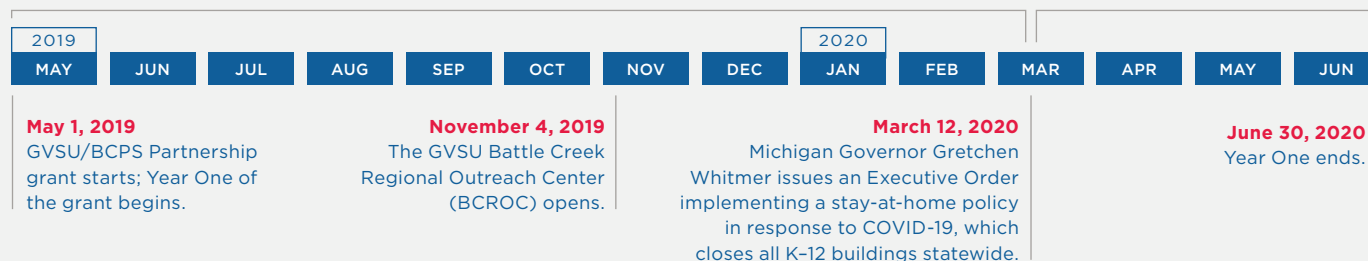 2019
2020
MAY
JUN
JUL
AUG
SEP
OCT
NOV
DEC
JAN
FEB
MAR
APR
MAY
JUN
May 1, 2019
GVSU/BCPS Partnership
grant starts; Year One of
the grant begins.
November 4, 2019
The GVSU Battle Creek
Regional Outreach Center
(BCROC) opens.
March 12, 2020
Michigan Governor Gretchen
Whitmer issues an Executive Order
implementing a stay-at-home policy
in response to COVID-19, which
closes all K–12 buildings statewide.
June 30, 2020
Year One ends.